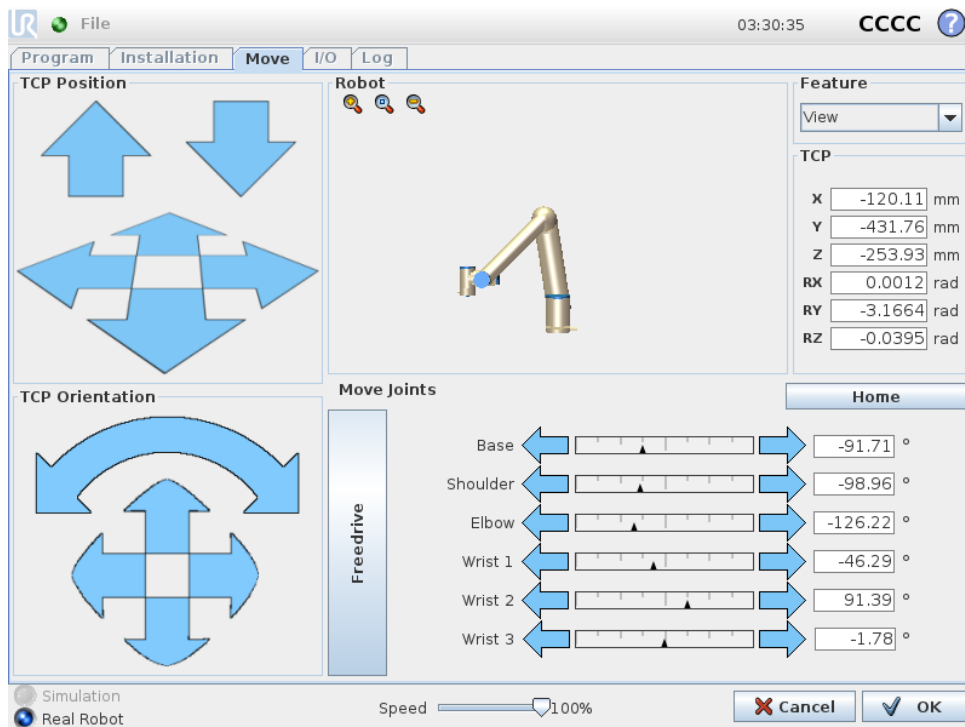 UR File 03:30:35 CCCC ?
Program Installation Move I/O Log
TCP Position
Robot
Feature
View
TCP
X -120.11 mm
Y -431.76 mm
Z -253.93 mm
RX 0.0012 rad
RY -3.1664 rad
RZ -0.0395 rad
TCP Orientation
Move Joints
Home
Freedrive
Base -91.71 °
Shoulder -98.96 °
Elbow -126.22 °
Wrist 1 -46.29 °
Wrist 2 91.39 °
Wrist 3 -1.78 °
Simulation
Real Robot
Speed 100%
Cancel
OK